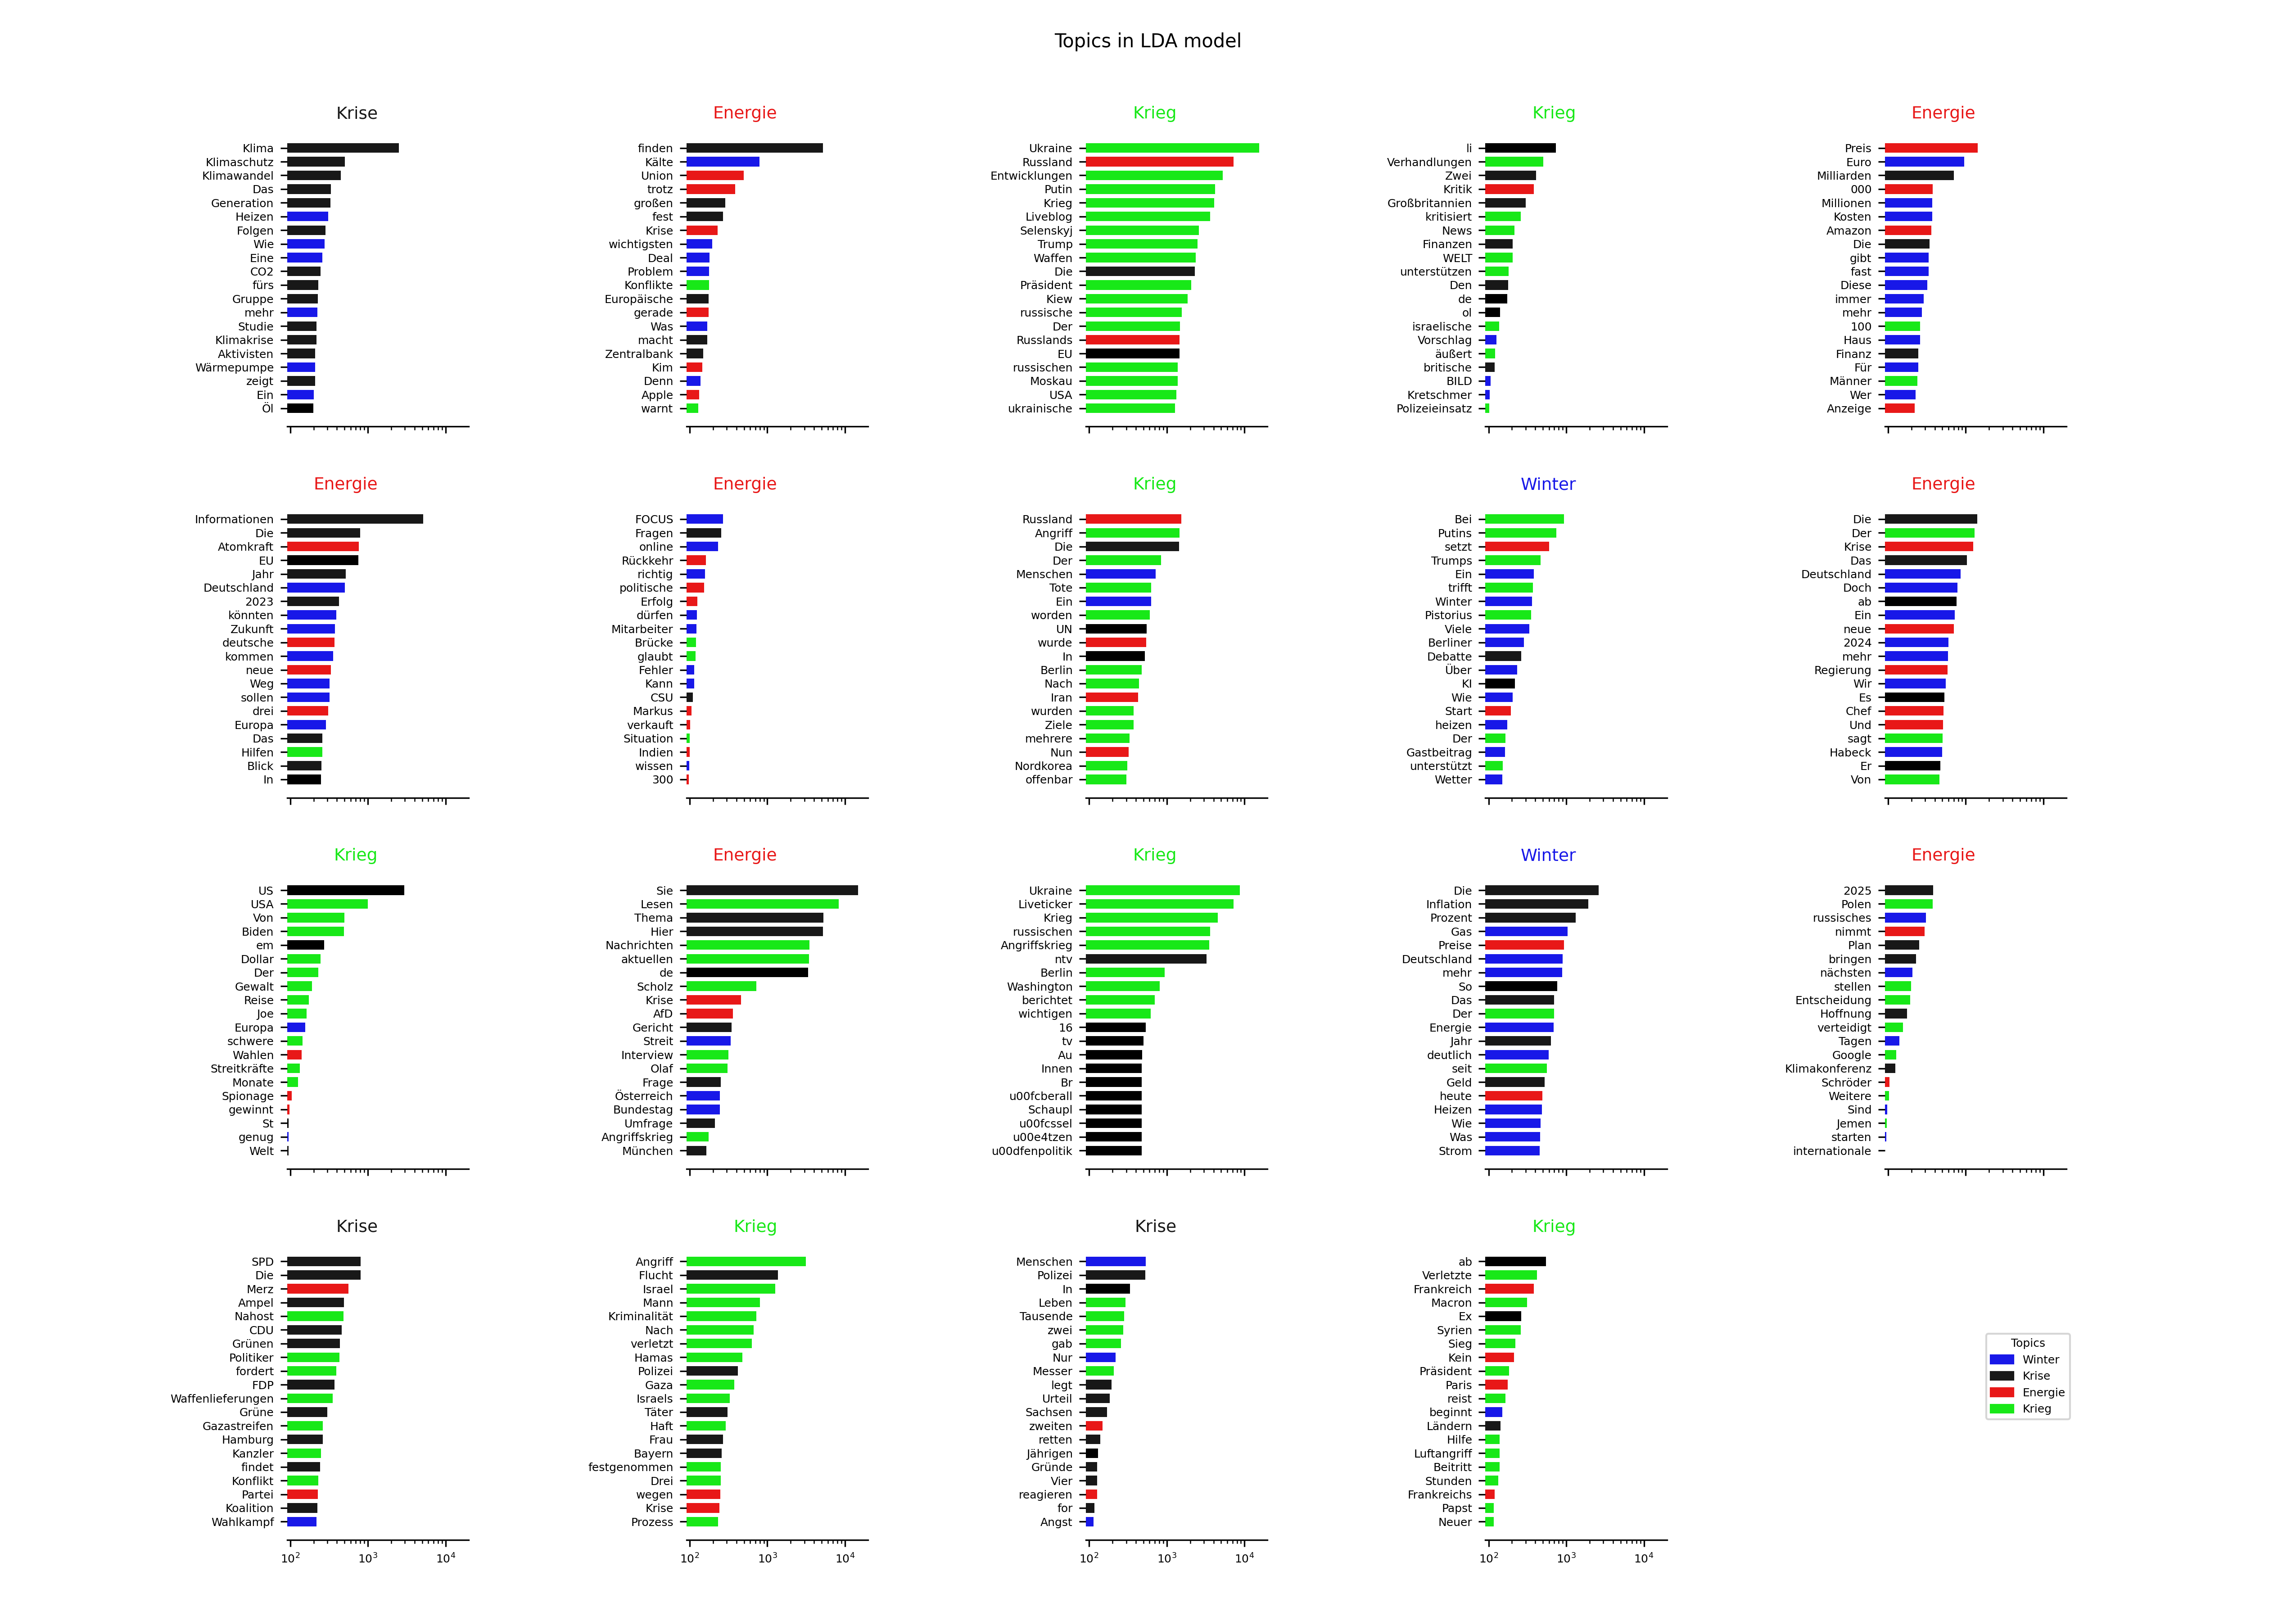 Topics in LDA model
Krise
Klima
Klimaschutz
Klimawandel
Das
Generation
Heizen
Folgen
Wie
Eine
CO2
fürs
Gruppe
mehr
Studie
Klimakrise
Aktivisten
Wärmepumpe
zeigt
Ein
Öl
Energie
finden
Kälte
Union
trotz
großen
fest
Krise
wichtigsten
Deal
Problem
Konflikte
Europäische
gerade
Was
macht
Zentralbank
Kim
Denn
Apple
warnt
Krieg
Ukraine
Russland
Entwicklungen
Putin
Krieg
Liveblog
Selenskyj
Trump
Waffen
Die
Präsident
Kiew
russische
Der
Russlands
EU
russischen
Moskau
USA
ukrainische
Krieg
li
Verhandlungen
Zwei
Kritik
Großbritannien
kritisiert
News
Finanzen
WELT
unterstützen
Den
de
ol
israelische
Vorschlag
äußert
britische
BILD
Kretschmer
Polizeieinsatz
Energie
Preis
Euro
Milliarden
000
Millionen
Kosten
Amazon
Die
gibt
fast
Diese
immer
mehr
100
Haus
Finanz
Für
Männer
Wer
Anzeige
Energie
Informationen
Die
Atomkraft
EU
Jahr
Deutschland
2023
könnten
Zukunft
deutsche
kommen
neue
Weg
sollen
drei
Europa
Das
Hilfen
Blick
In
Energie
FOCUS
Fragen
online
Rückkehr
richtig
politische
Erfolg
dürfen
Mitarbeiter
Brücke
glaubt
Fehler
Kann
CSU
Markus
verkauft
Situation
Indien
wissen
300
Krieg
Russland
Angriff
Die
Der
Menschen
Tote
Ein
worden
UN
wurde
In
Berlin
Nach
Iran
wurden
Ziele
mehrere
Nun
Nordkorea
offenbar
Winter
Bei
Putins
setzt
Trumps
Ein
trifft
Winter
Pistorius
Viele
Berliner
Debatte
Über
KI
Wie
Start
heizen
Der
Gastbeitrag
unterstützt
Wetter
Energie
Die
Der
Krise
Das
Deutschland
Doch
ab
Ein
neue
2024
mehr
Regierung
Wir
Es
Chef
Und
sagt
Habeck
Er
Von
Krieg
US
USA
Von
Biden
em
Dollar
Der
Gewalt
Reise
Joe
Europa
schwere
Wahlen
Streitkräfte
Monate
Spionage
gewinnt
St
genug
Welt
Energie
Sie
Lesen
Thema
Hier
Nachrichten
aktuellen
de
Scholz
Krise
AfD
Gericht
Streit
Interview
Olaf
Frage
Österreich
Bundestag
Umfrage
Angriffskrieg
München
Krieg
Ukraine
Liveticker
Krieg
russischen
Angriffskrieg
ntv
Berlin
Washington
berichtet
wichtigen
16
tv
Au
Innen
Br
u00fcberall
Schaupl
u00fcssel
u00e4tzen
u00dfenpolitik
Winter
Die
Inflation
Prozent
Gas
Preise
Deutschland
mehr
So
Das
Der
Energie
Jahr
deutlich
seit
Geld
heute
Heizen
Wie
Was
Strom
Energie
2025
Polen
russisches
nimmt
Plan
bringen
nächsten
stellen
Entscheidung
Hoffnung
verteidigt
Tagen
Google
Klimakonferenz
Schröder
Weitere
Sind
Jemen
starten
internationale
Krise
SPD
Die
Merz
Ampel
Nahost
CDU
Grünen
Politiker
fordert
FDP
Waffenlieferungen
Grüne
Gazastreifen
Hamburg
Kanzler
findet
Konflikt
Partei
Koalition
Wahlkampf
10² 10³ 10⁴
Krieg
Angriff
Flucht
Israel
Mann
Kriminalität
Nach
verletzt
Hamas
Polizei
Gaza
Israels
Täter
Haft
Frau
Bayern
festgenommen
Drei
wegen
Krise
Prozess
10² 10³ 10⁴
Krise
Menschen
Polizei
In
Leben
Tausende
zwei
gab
Nur
Messer
legt
Urteil
Sachsen
zweiten
retten
Jährigen
Gründe
Vier
reagieren
for
Angst
10² 10³ 10⁴
Krieg
ab
Verletzte
Frankreich
Macron
Ex
Syrien
Sieg
Kein
Präsident
Paris
reist
beginnt
Ländern
Hilfe
Luftangriff
Beitritt
Stunden
Frankreichs
Papst
Neuer
10² 10³ 10⁴
Topics
Winter
Krise
Energie
Krieg